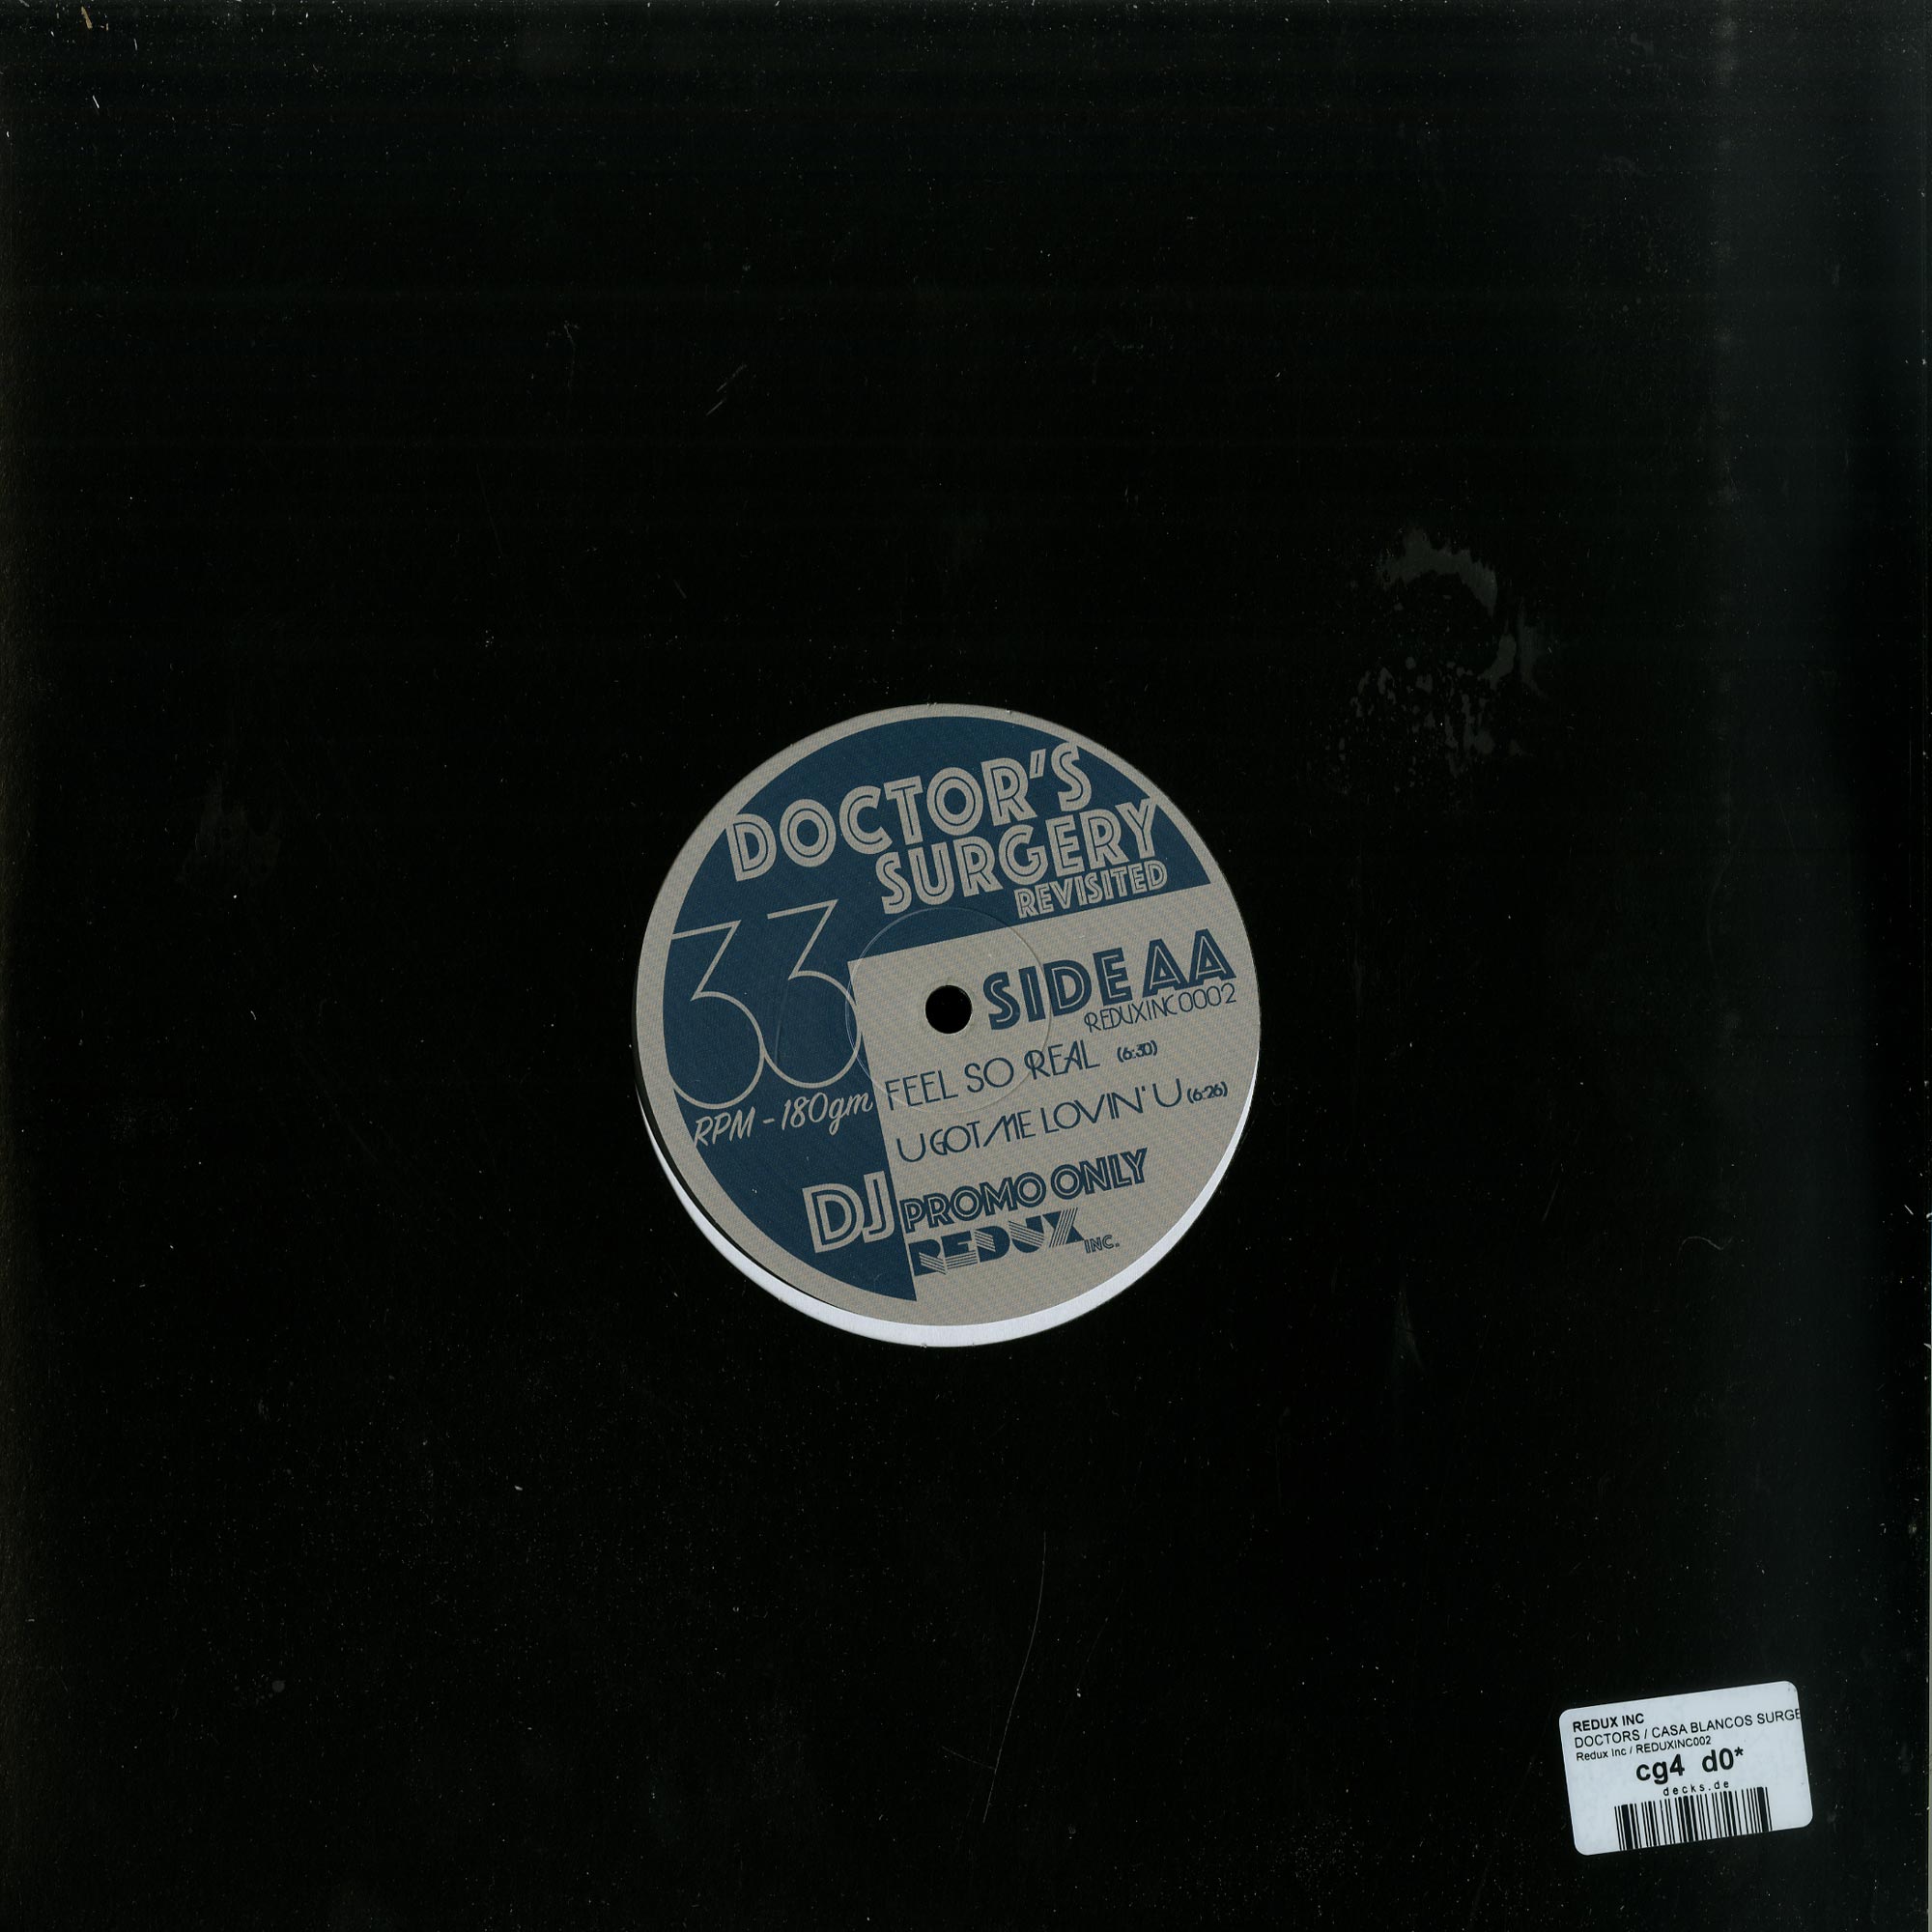 DOCTOR'S
SURGERY
REVISITED
33
RPM - 180gm
SIDE AA
REDUXINC0002
FEEL SO REAL (6:30)
U GOT ME LOVIN' U (6:26)
DJ PROMO ONLY
REDUX INC.
REDUX INC
DOCTORS / CASA BLANCOS SURGE
Redux Inc / REDUXINC002
cg4 d0*
decks.de